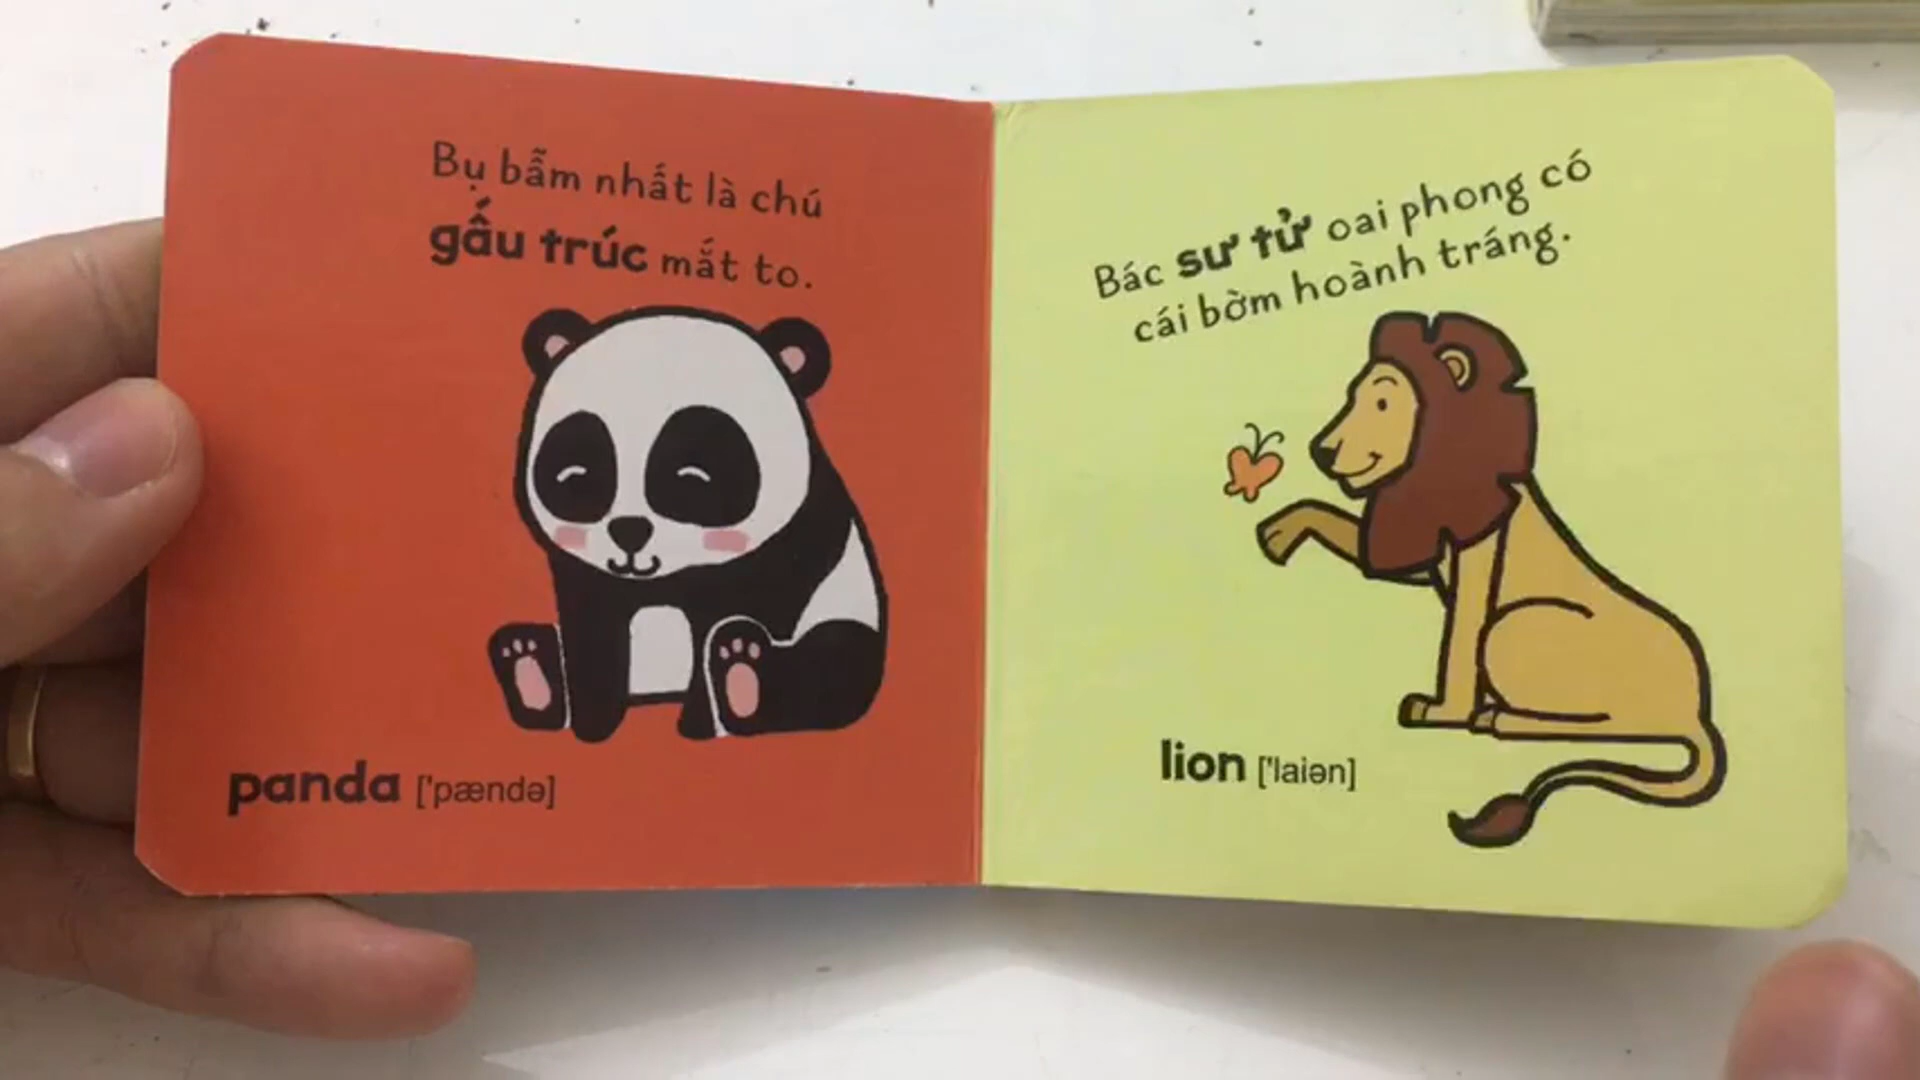 Bụ bẫm nhất là chú
gấu trúc mắt to.
panda ['pændə]
Bác sư tử oai phong có
cái bờm hoành tráng.
lion ['laiən]